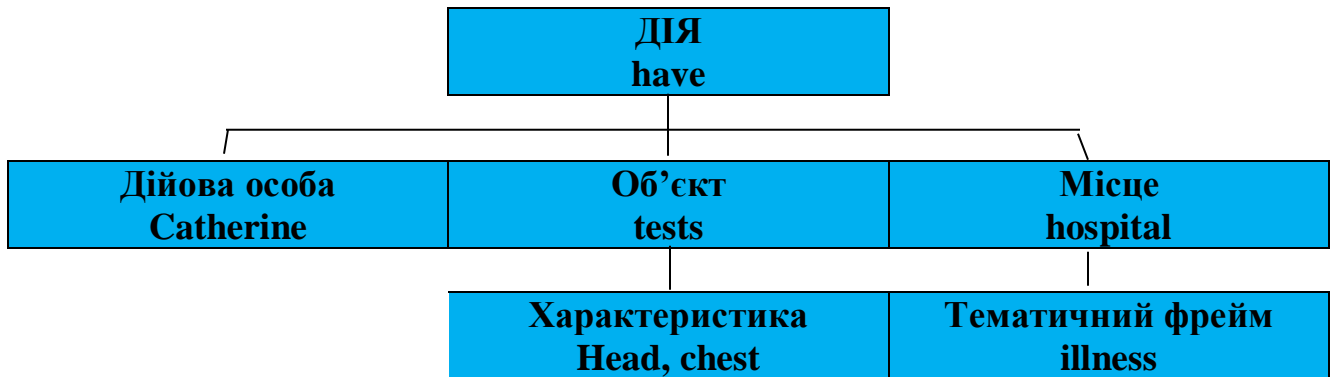 ДІЯ
have
Дійова особа
Catherine
Об’єкт
tests
Місце
hospital
Характеристика
Head, chest
Тематичний фрейм
illness